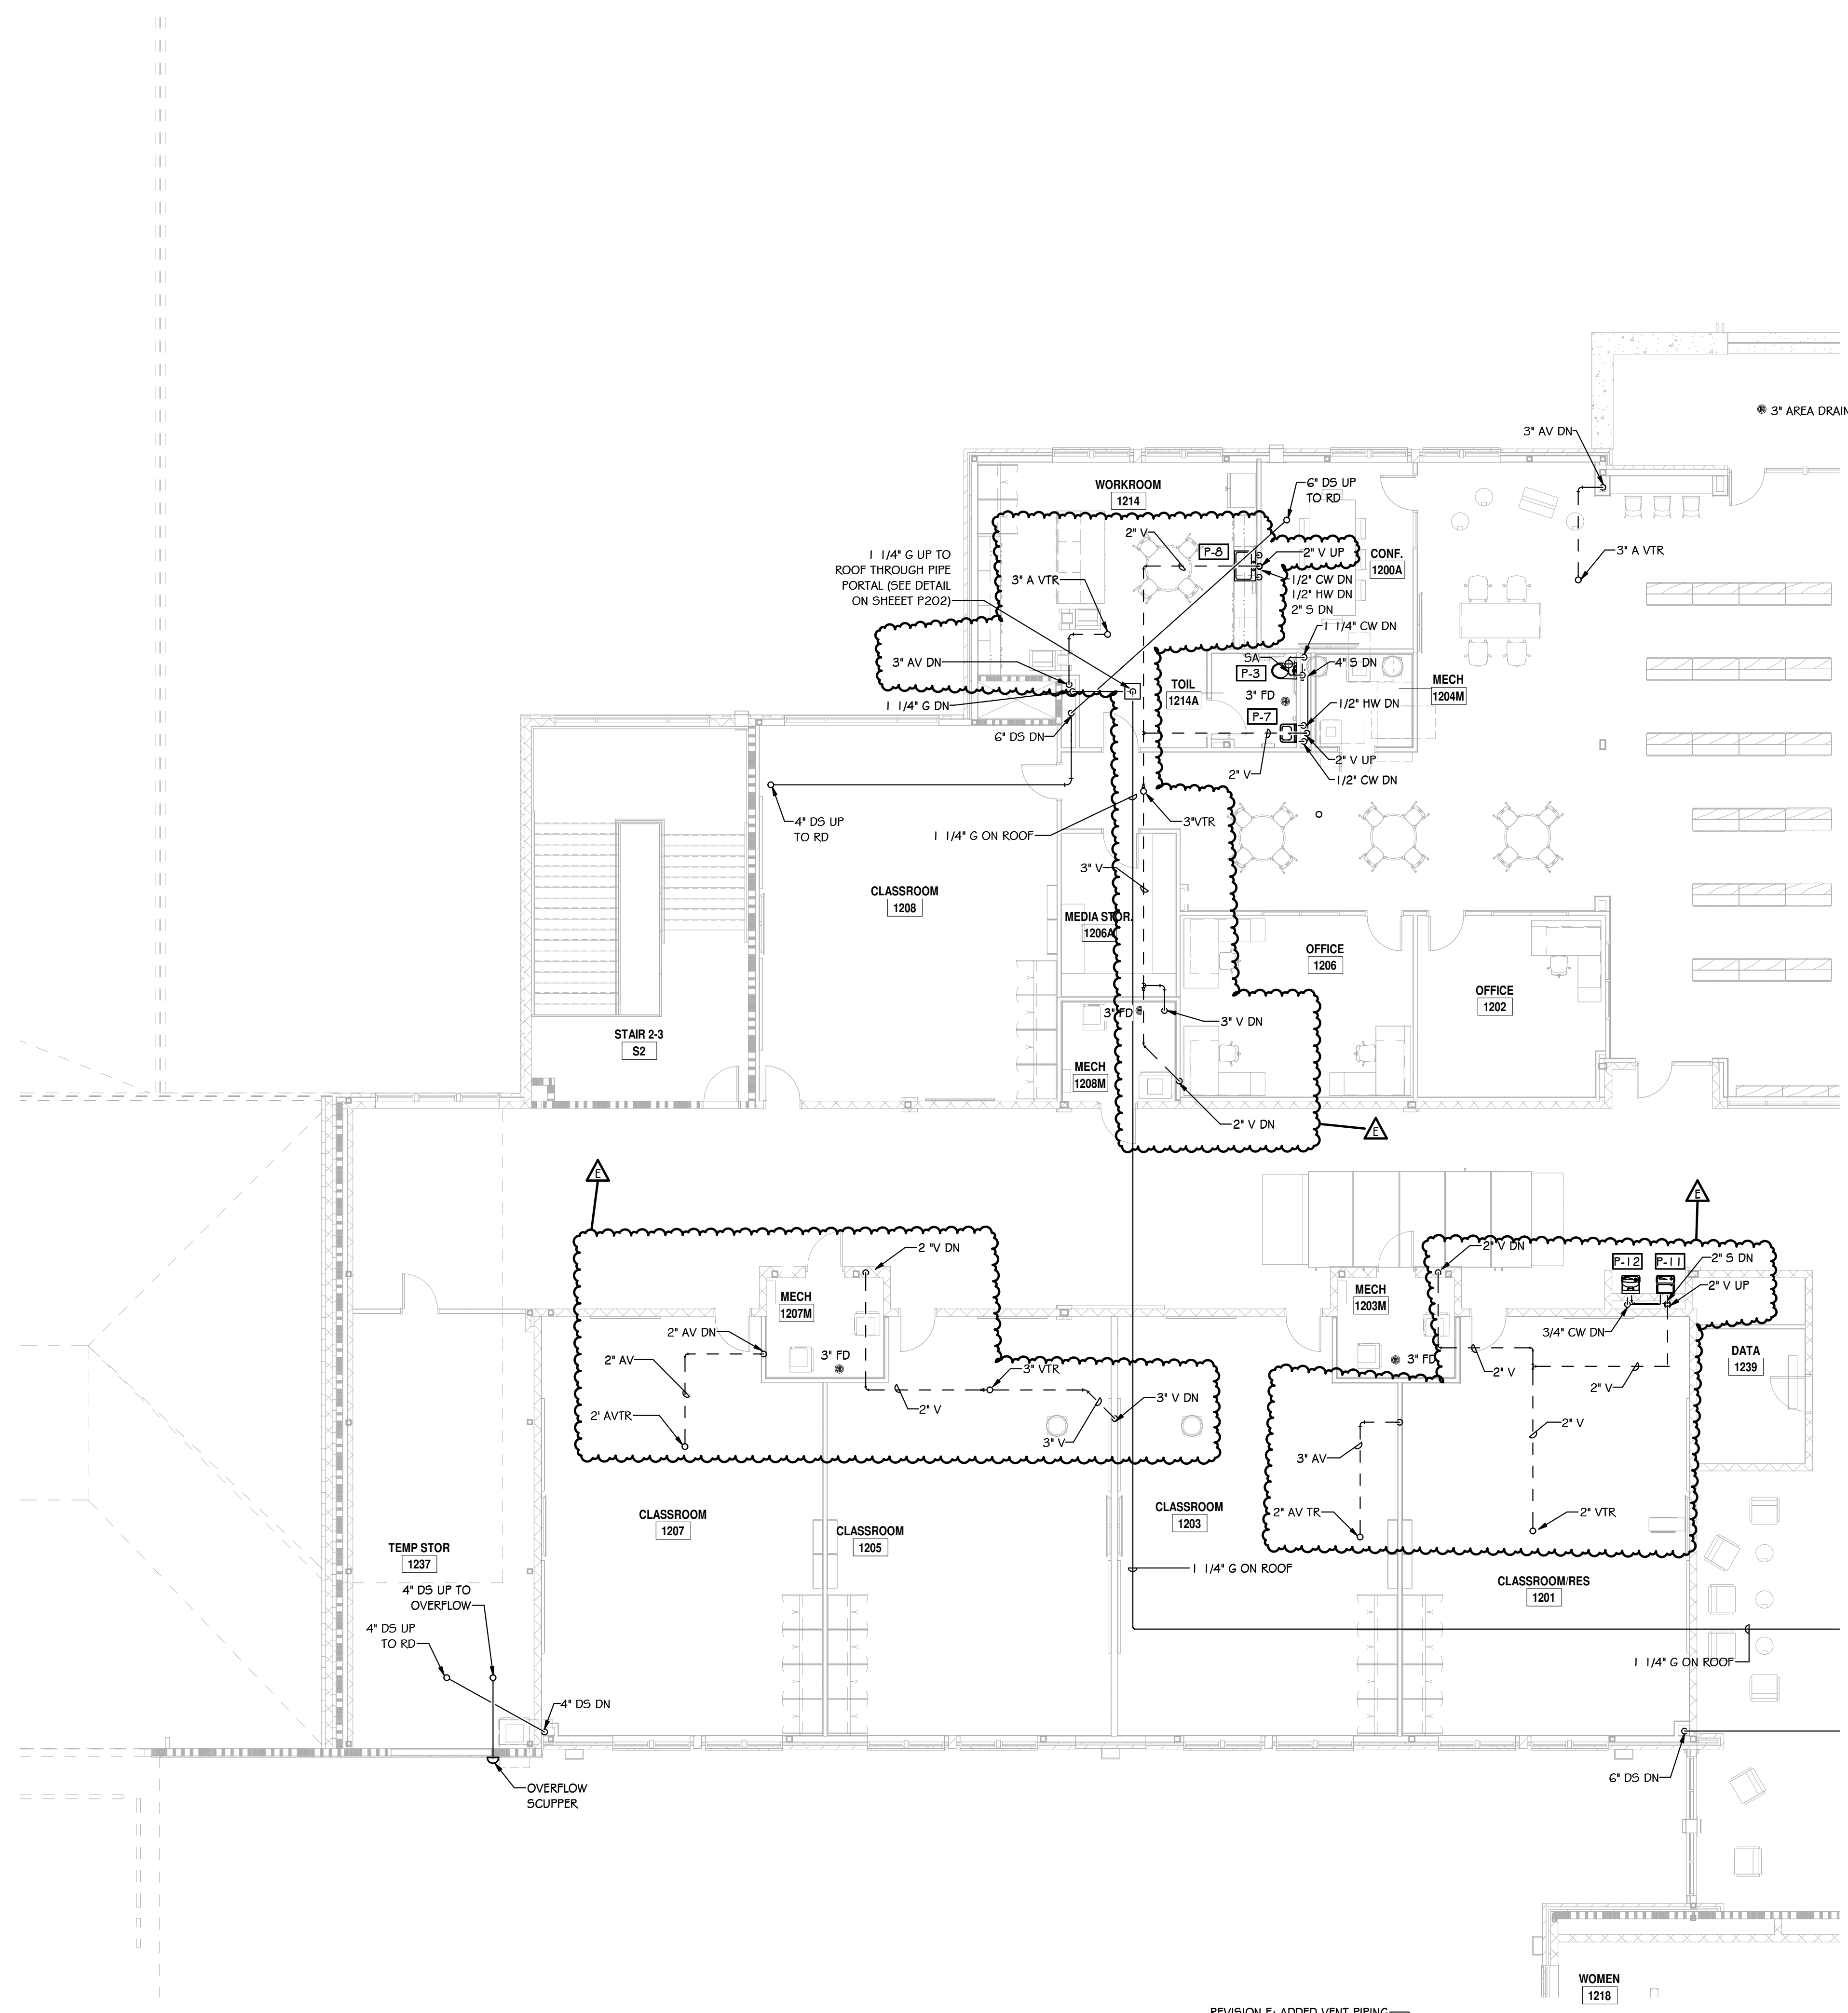 3" AREA DRAIN
3" AV DN
WORKROOM
1214
6" DS UP
TO RD
2" V
P-8
2" V UP
CONF.
1200A
3" A VTR
1 1/4" G UP TO
ROOF THROUGH PIPE
PORTAL (SEE DETAIL
ON SHEEET P202)
3" A VTR
1/2" CW DN
1/2" HW DN
2" S DN
1 1/4" CW DN
SA
P-3
4" S DN
3" AV DN
TOIL
1214A
MECH
1204M
3" FD
1 1/4" G DN
P-7
1/2" HW DN
6" DS DN
2" V UP
2" V
1/2" CW DN
4" DS UP
TO RD
1 1/4" G ON ROOF
3"VTR
3" V
CLASSROOM
1208
MEDIA STOR.
1206A
OFFICE
1206
OFFICE
1202
3" FD
3" V DN
STAIR 2-3
S2
MECH
1208M
2" V DN
E
E
E
2 "V DN
2" V DN
P-12
P-11
2" S DN
2" V UP
MECH
1207M
MECH
1203M
2" AV DN
3/4" CW DN
2" AV
3" FD
3" VTR
3" FD
2" V
2" V
DATA
1239
2" V
3" V DN
2' AVTR
3" V
2" V
3" AV
2" AV TR
2" VTR
CLASSROOM
1207
CLASSROOM
1205
CLASSROOM
1203
TEMP STOR
1237
1 1/4" G ON ROOF
CLASSROOM/RES
1201
4" DS UP TO
OVERFLOW
4" DS UP
TO RD
1 1/4" G ON ROOF
4" DS DN
6" DS DN
OVERFLOW
SCUPPER
WOMEN
1218
REVISION E: ADDED VENT PIPING